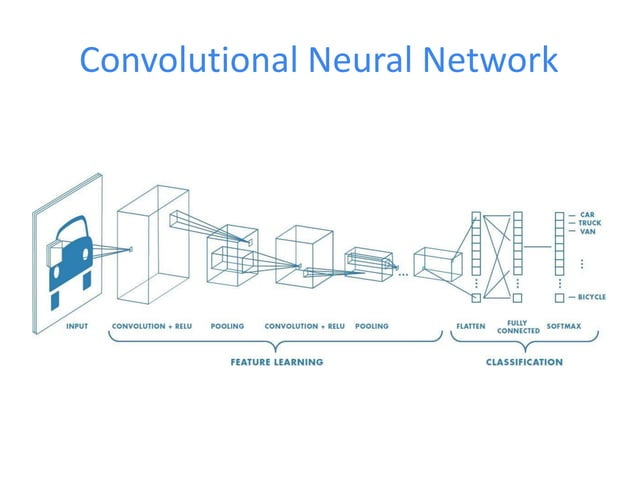 Convolutional Neural Network
CAR
TRUCK
VAN
BICYCLE
INPUT
CONVOLUTION + RELU
POOLING
CONVOLUTION + RELU
POOLING
FLATTEN
FULLY
CONNECTED
SOFTMAX
FEATURE LEARNING
CLASSIFICATION